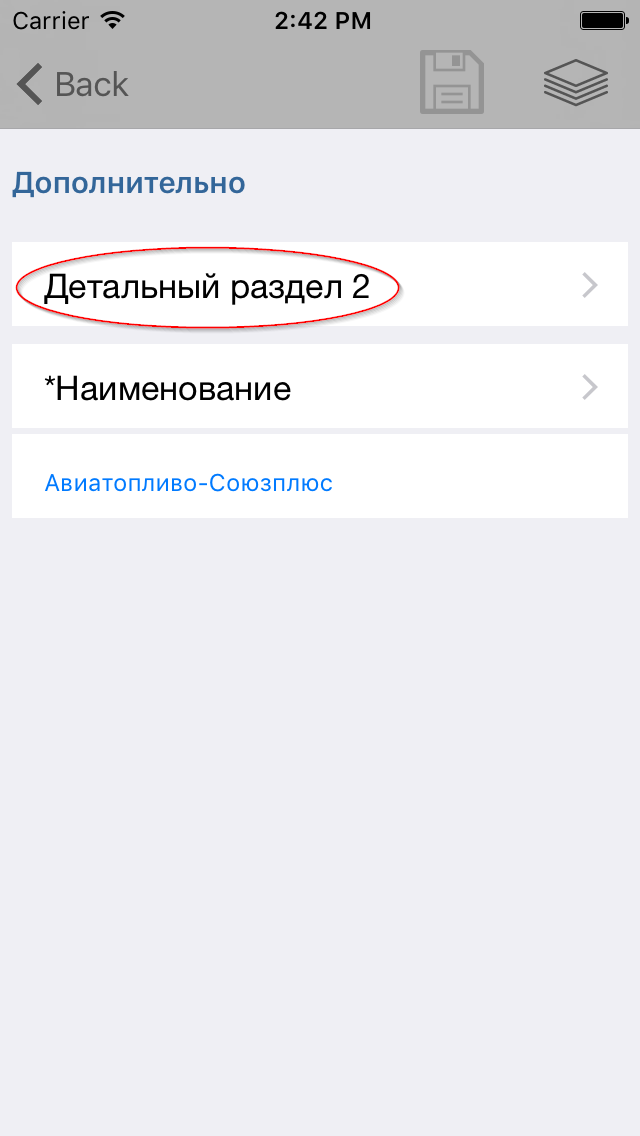 Carrier 2:42 PM
Back
Дополнительно
Детальный раздел 2
*Наименование
Авиатопливо-Союзплюс